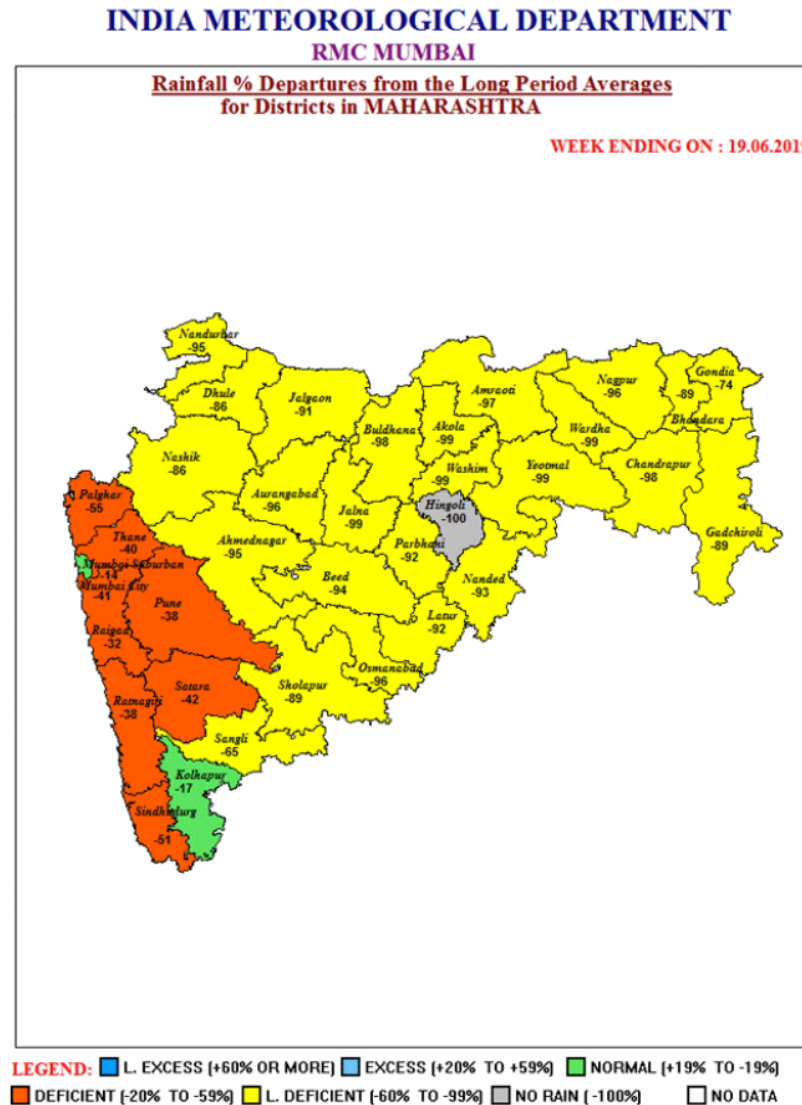 INDIA METEOROLOGICAL DEPARTMENT
RMC MUMBAI
Rainfall % Departures from the Long Period Averages
for Districts in MAHARASHTRA
WEEK ENDING ON : 19.06.2019
Nandurbar
-95
Dhule
-86
Jalgaon
-91
Buldhana
-98
Akola
-99
Amraoti
-97
Nagpur
-96
Wardha
-99
-89
Bhandara
Gondia
-74
Nashik
-86
Aurangabad
-96
Jalna
-99
Washim
-99
Yeotmal
-99
Chandrapur
-98
Gadchiroli
-89
Hingoli
-100
Parbhani
-92
Nanded
-93
Palghar
-55
Thane
-40
Mumbai Suburban
-14
Mumbai City
-41
Ahmednagar
-95
Beed
-94
Latur
-92
Pune
-38
Raigad
-32
Osmanabad
-96
Sholapur
-89
Satara
-42
Ratnagiri
-38
Sangli
-65
Kolhapur
-17
Sindhudurg
-51
LEGEND: L. EXCESS (+60% OR MORE) EXCESS (+20% TO +59%) NORMAL (+19% TO -19%)
DEFICIENT (-20% TO -59%) L. DEFICIENT (-60% TO -99%) NO RAIN (-100%) NO DATA